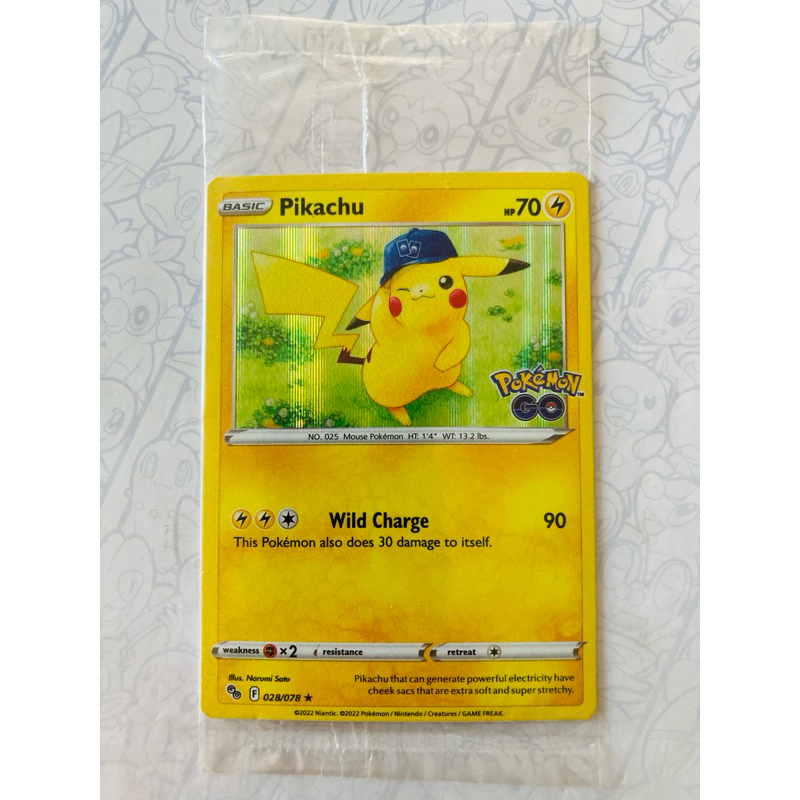 BASIC Pikachu HP 70
Pokémon™
GO
NO. 025 Mouse Pokémon HT: 1'4" WT: 13.2 lbs.
Wild Charge 90
This Pokémon also does 30 damage to itself.
weakness ×2 resistance retreat
Illus. Narumi Sato
Pikachu that can generate powerful electricity have
cheek sacs that are extra soft and super stretchy.
F 028/078 ★
©2022 Niantic. ©2022 Pokémon / Nintendo / Creatures / GAME FREAK.